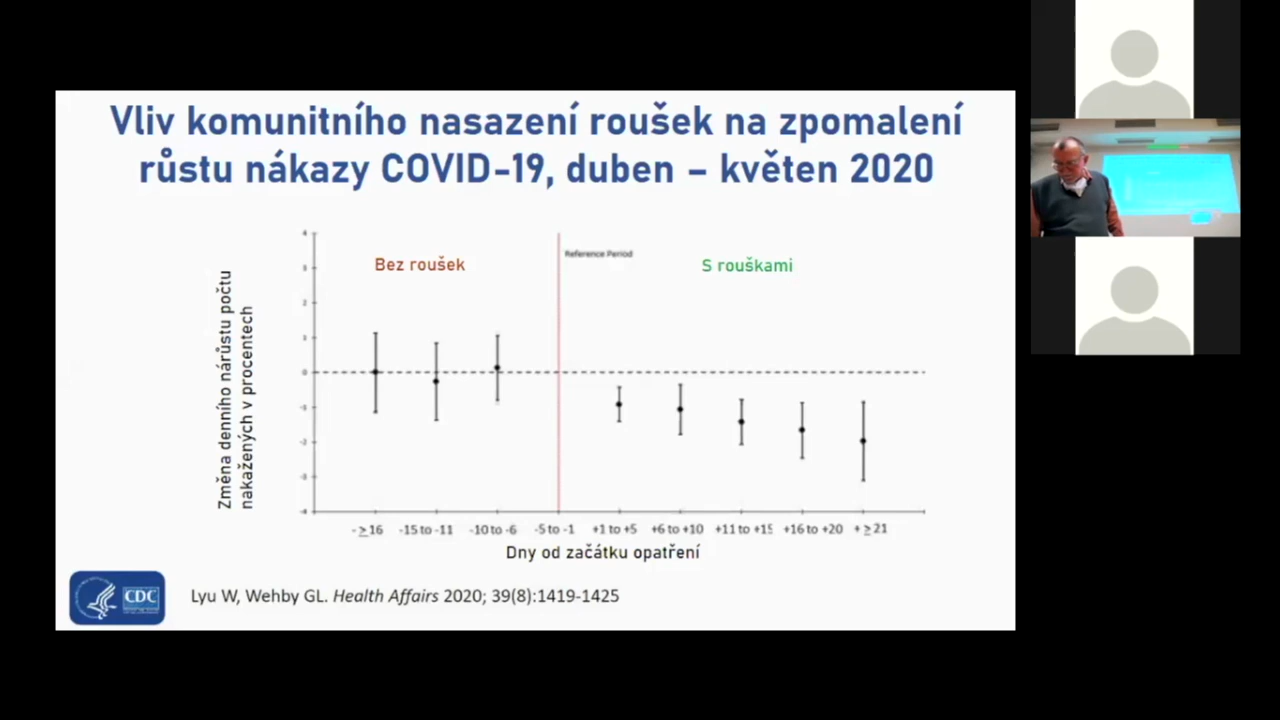 Vliv komunitního nasazení roušek na zpomalení
růstu nákazy COVID-19, duben – květen 2020
Změna denního nárůstu počtu
nakažených v procentech
4
3
2
1
0
-1
-2
-3
-4
Bez roušek
Reference Period
S rouškami
- ≥16
-15 to -11
-10 to -6
-5 to -1
+1 to +5
+6 to +10
+11 to +15
+16 to +20
+ ≥21
Dny od začátku opatření
CDC
Lyu W, Wehby GL. Health Affairs 2020; 39(8):1419-1425